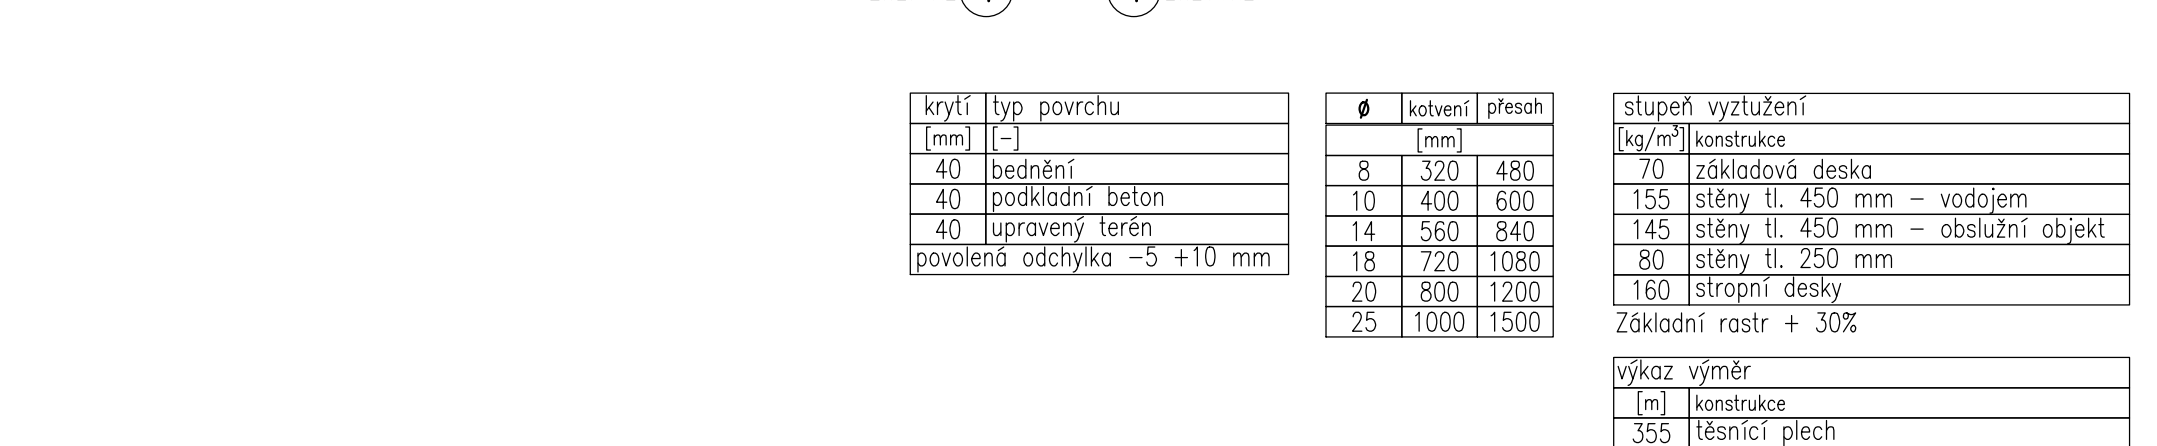 krytí typ povrchu
[mm] [–]
40 bednění
40 podkladní beton
40 upravený terén
povolená odchylka –5 +10 mm
ø kotvení přesah
[mm]
8 320 480
10 400 600
14 560 840
18 720 1080
20 800 1200
25 1000 1500
stupeň vyztužení
[kg/m³] konstrukce
70 základová deska
155 stěny tl. 450 mm – vodojem
145 stěny tl. 450 mm – obslužní objekt
80 stěny tl. 250 mm
160 stropní desky
Základní rastr + 30%
výkaz výměr
[m] konstrukce
355 těsnící plech